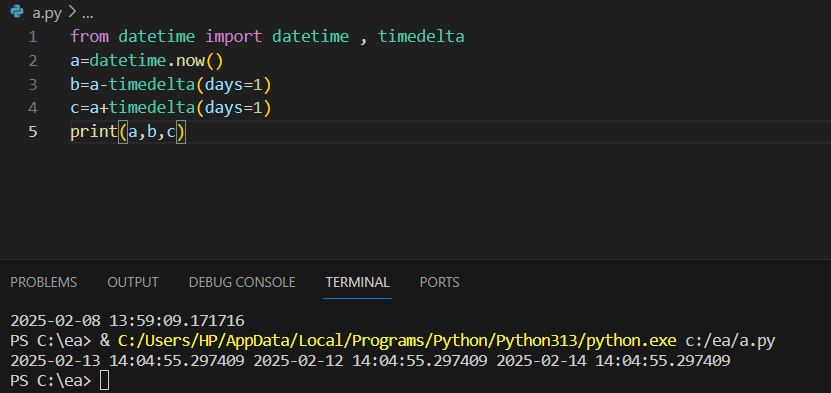 a.py > ...
1 from datetime import datetime , timedelta
2 a=datetime.now()
3 b=a-timedelta(days=1)
4 c=a+timedelta(days=1)
5 print(a,b,c)
PROBLEMS OUTPUT DEBUG CONSOLE TERMINAL PORTS
2025-02-08 13:59:09.171716
PS C:\ea> & C:/Users/HP/AppData/Local/Programs/Python/Python313/python.exe c:/ea/a.py
2025-02-13 14:04:55.297409 2025-02-12 14:04:55.297409 2025-02-14 14:04:55.297409
PS C:\ea>